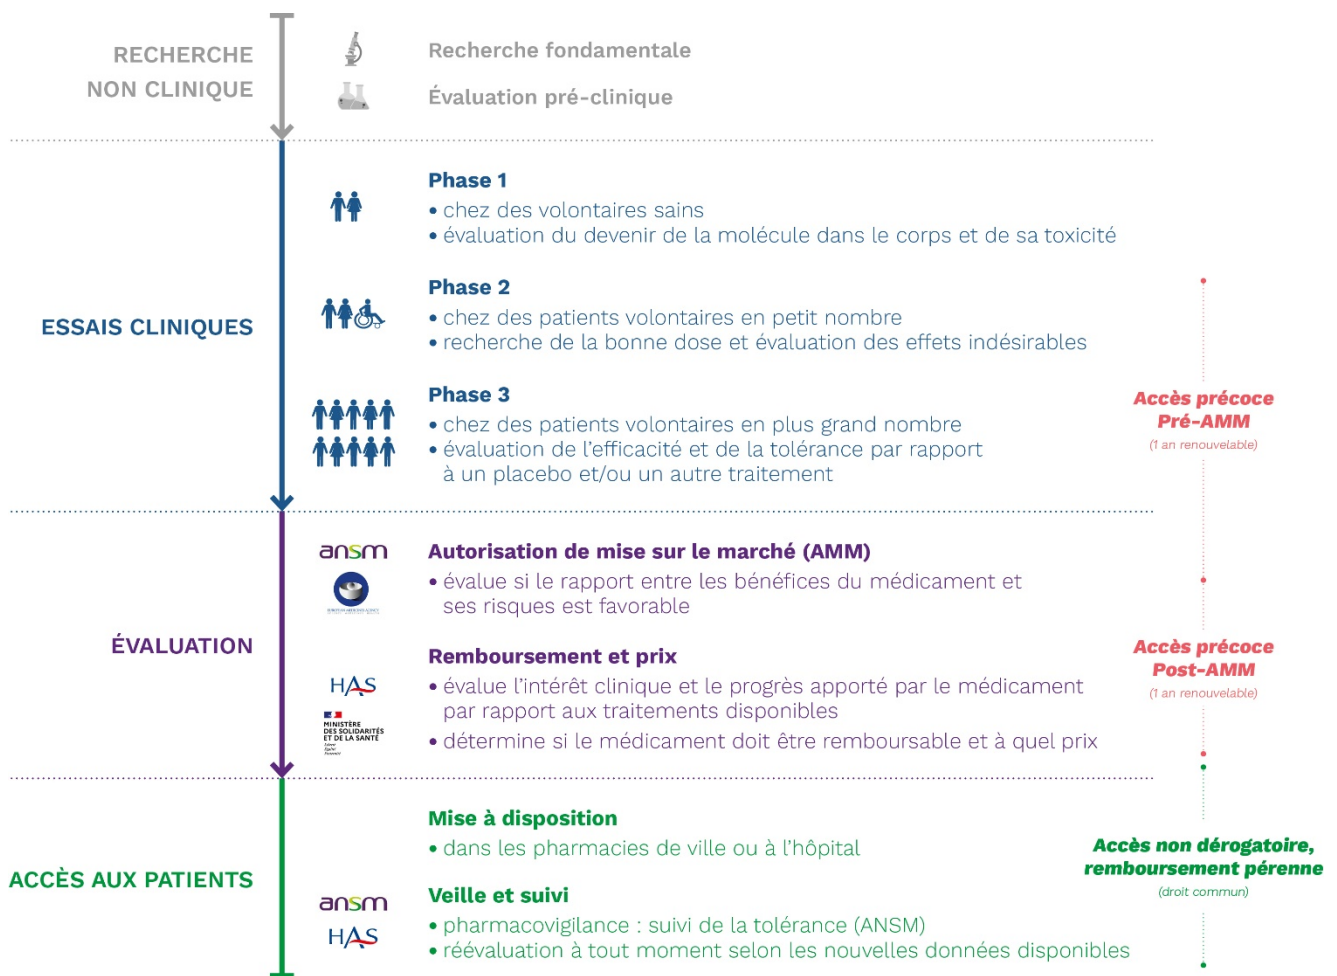 RECHERCHE
NON CLINIQUE
Recherche fondamentale
Évaluation pré-clinique
ESSAIS CLINIQUES
Phase 1
• chez des volontaires sains
• évaluation du devenir de la molécule dans le corps et de sa toxicité
Phase 2
• chez des patients volontaires en petit nombre
• recherche de la bonne dose et évaluation des effets indésirables
Phase 3
• chez des patients volontaires en plus grand nombre
• évaluation de l'efficacité et de la tolérance par rapport
à un placebo et/ou un autre traitement
Accès précoce
Pré-AMM
(1 an renouvelable)
ÉVALUATION
ansm
EUROPEAN MEDICINES AGENCY
Autorisation de mise sur le marché (AMM)
• évalue si le rapport entre les bénéfices du médicament et
ses risques est favorable
HAS
MINISTÈRE
DES SOLIDARITÉS
ET DE LA SANTÉ
Liberté
Égalité
Fraternité
Remboursement et prix
• évalue l'intérêt clinique et le progrès apporté par le médicament
par rapport aux traitements disponibles
• détermine si le médicament doit être remboursable et à quel prix
Accès précoce
Post-AMM
(1 an renouvelable)
ACCÈS AUX PATIENTS
Mise à disposition
• dans les pharmacies de ville ou à l'hôpital
ansm
HAS
Veille et suivi
• pharmacovigilance : suivi de la tolérance (ANSM)
• réévaluation à tout moment selon les nouvelles données disponibles
Accès non dérogatoire,
remboursement pérenne
(droit commun)